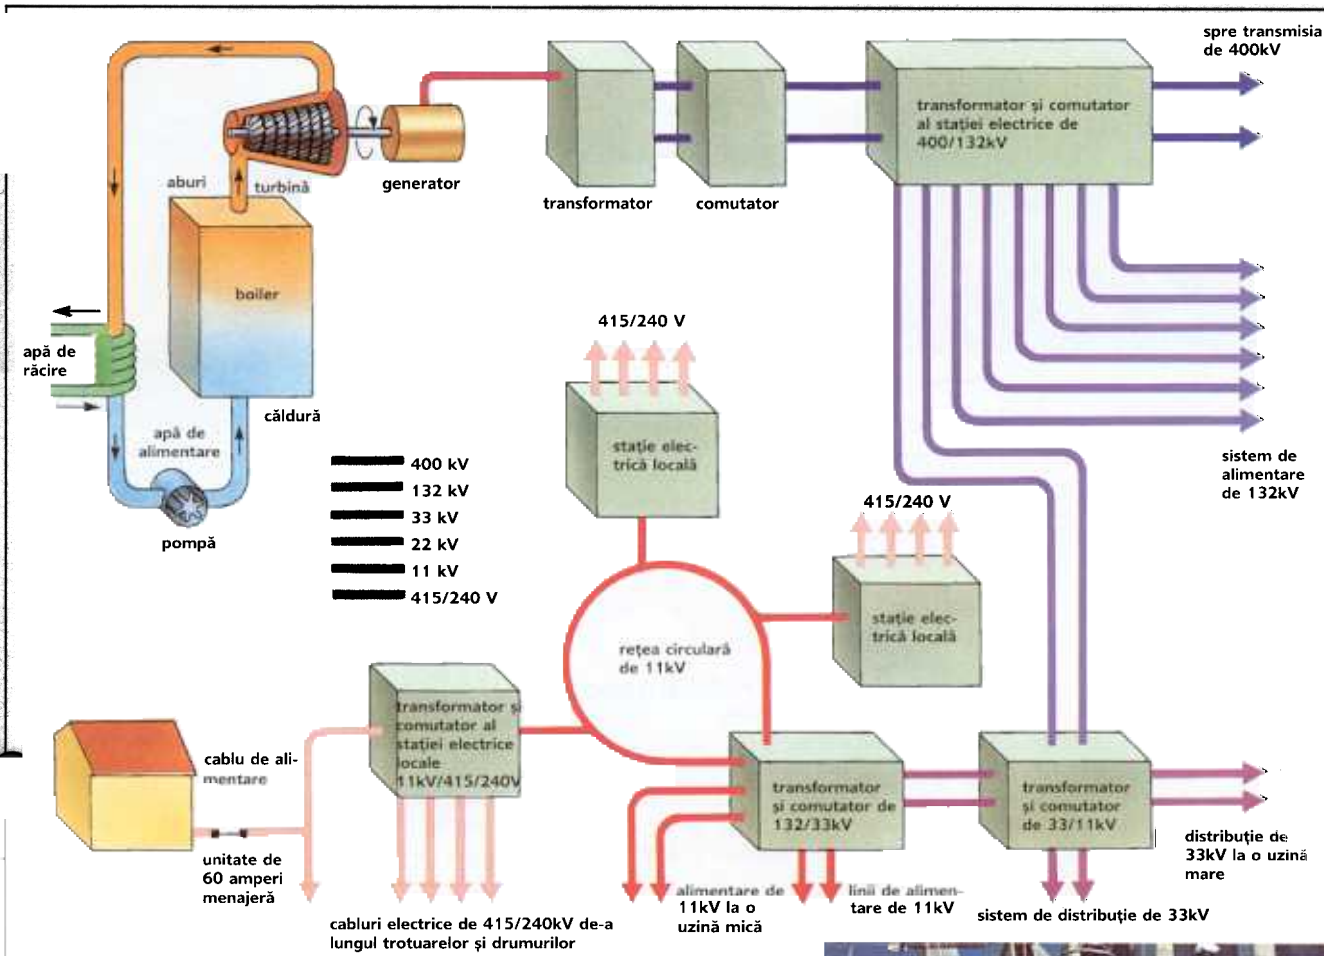 spre transmisia
de 400kV
transformator și comutator
al stației electrice de
400/132kV
aburi
turbină
generator
transformator
comutator
boiler
apă de
răcire
căldură
apă de
alimentare
pompă
415/240 V
stație elec-
trică locală
400 kV
132 kV
33 kV
22 kV
11 kV
415/240 V
sistem de
alimentare
de 132kV
415/240 V
stație elec-
trică locală
rețea circulară
de 11kV
transformator și
comutator al
stației electrice
locale
11kV/415/240V
cablu de ali-
mentare
transformator
și comutator de
132/33kV
transformator
și comutator
de 33/11kV
unitate de
60 amperi
menajeră
distribuție de
33kV la o uzină
mare
alimentare de
11kV la o
uzină mică
linii de alimen-
tare de 11kV
sistem de distribuție de 33kV
cabluri electrice de 415/240kV de-a
lungul trotuarelor și drumurilor